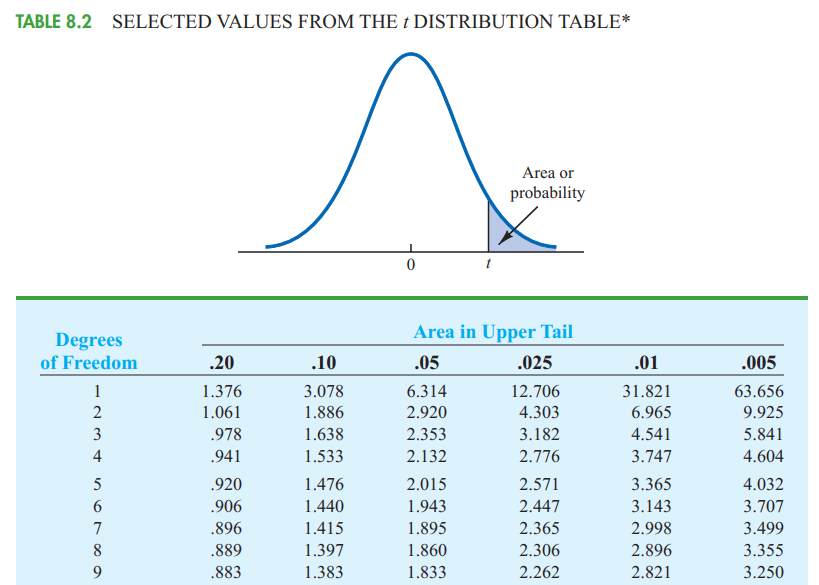 TABLE 8.2 SELECTED VALUES FROM THE t DISTRIBUTION TABLE*
Area or
probability
0 t
Area in Upper Tail
Degrees
of Freedom .20 .10 .05 .025 .01 .005
1 1.376 3.078 6.314 12.706 31.821 63.656
2 1.061 1.886 2.920 4.303 6.965 9.925
3 .978 1.638 2.353 3.182 4.541 5.841
4 .941 1.533 2.132 2.776 3.747 4.604
5 .920 1.476 2.015 2.571 3.365 4.032
6 .906 1.440 1.943 2.447 3.143 3.707
7 .896 1.415 1.895 2.365 2.998 3.499
8 .889 1.397 1.860 2.306 2.896 3.355
9 .883 1.383 1.833 2.262 2.821 3.250